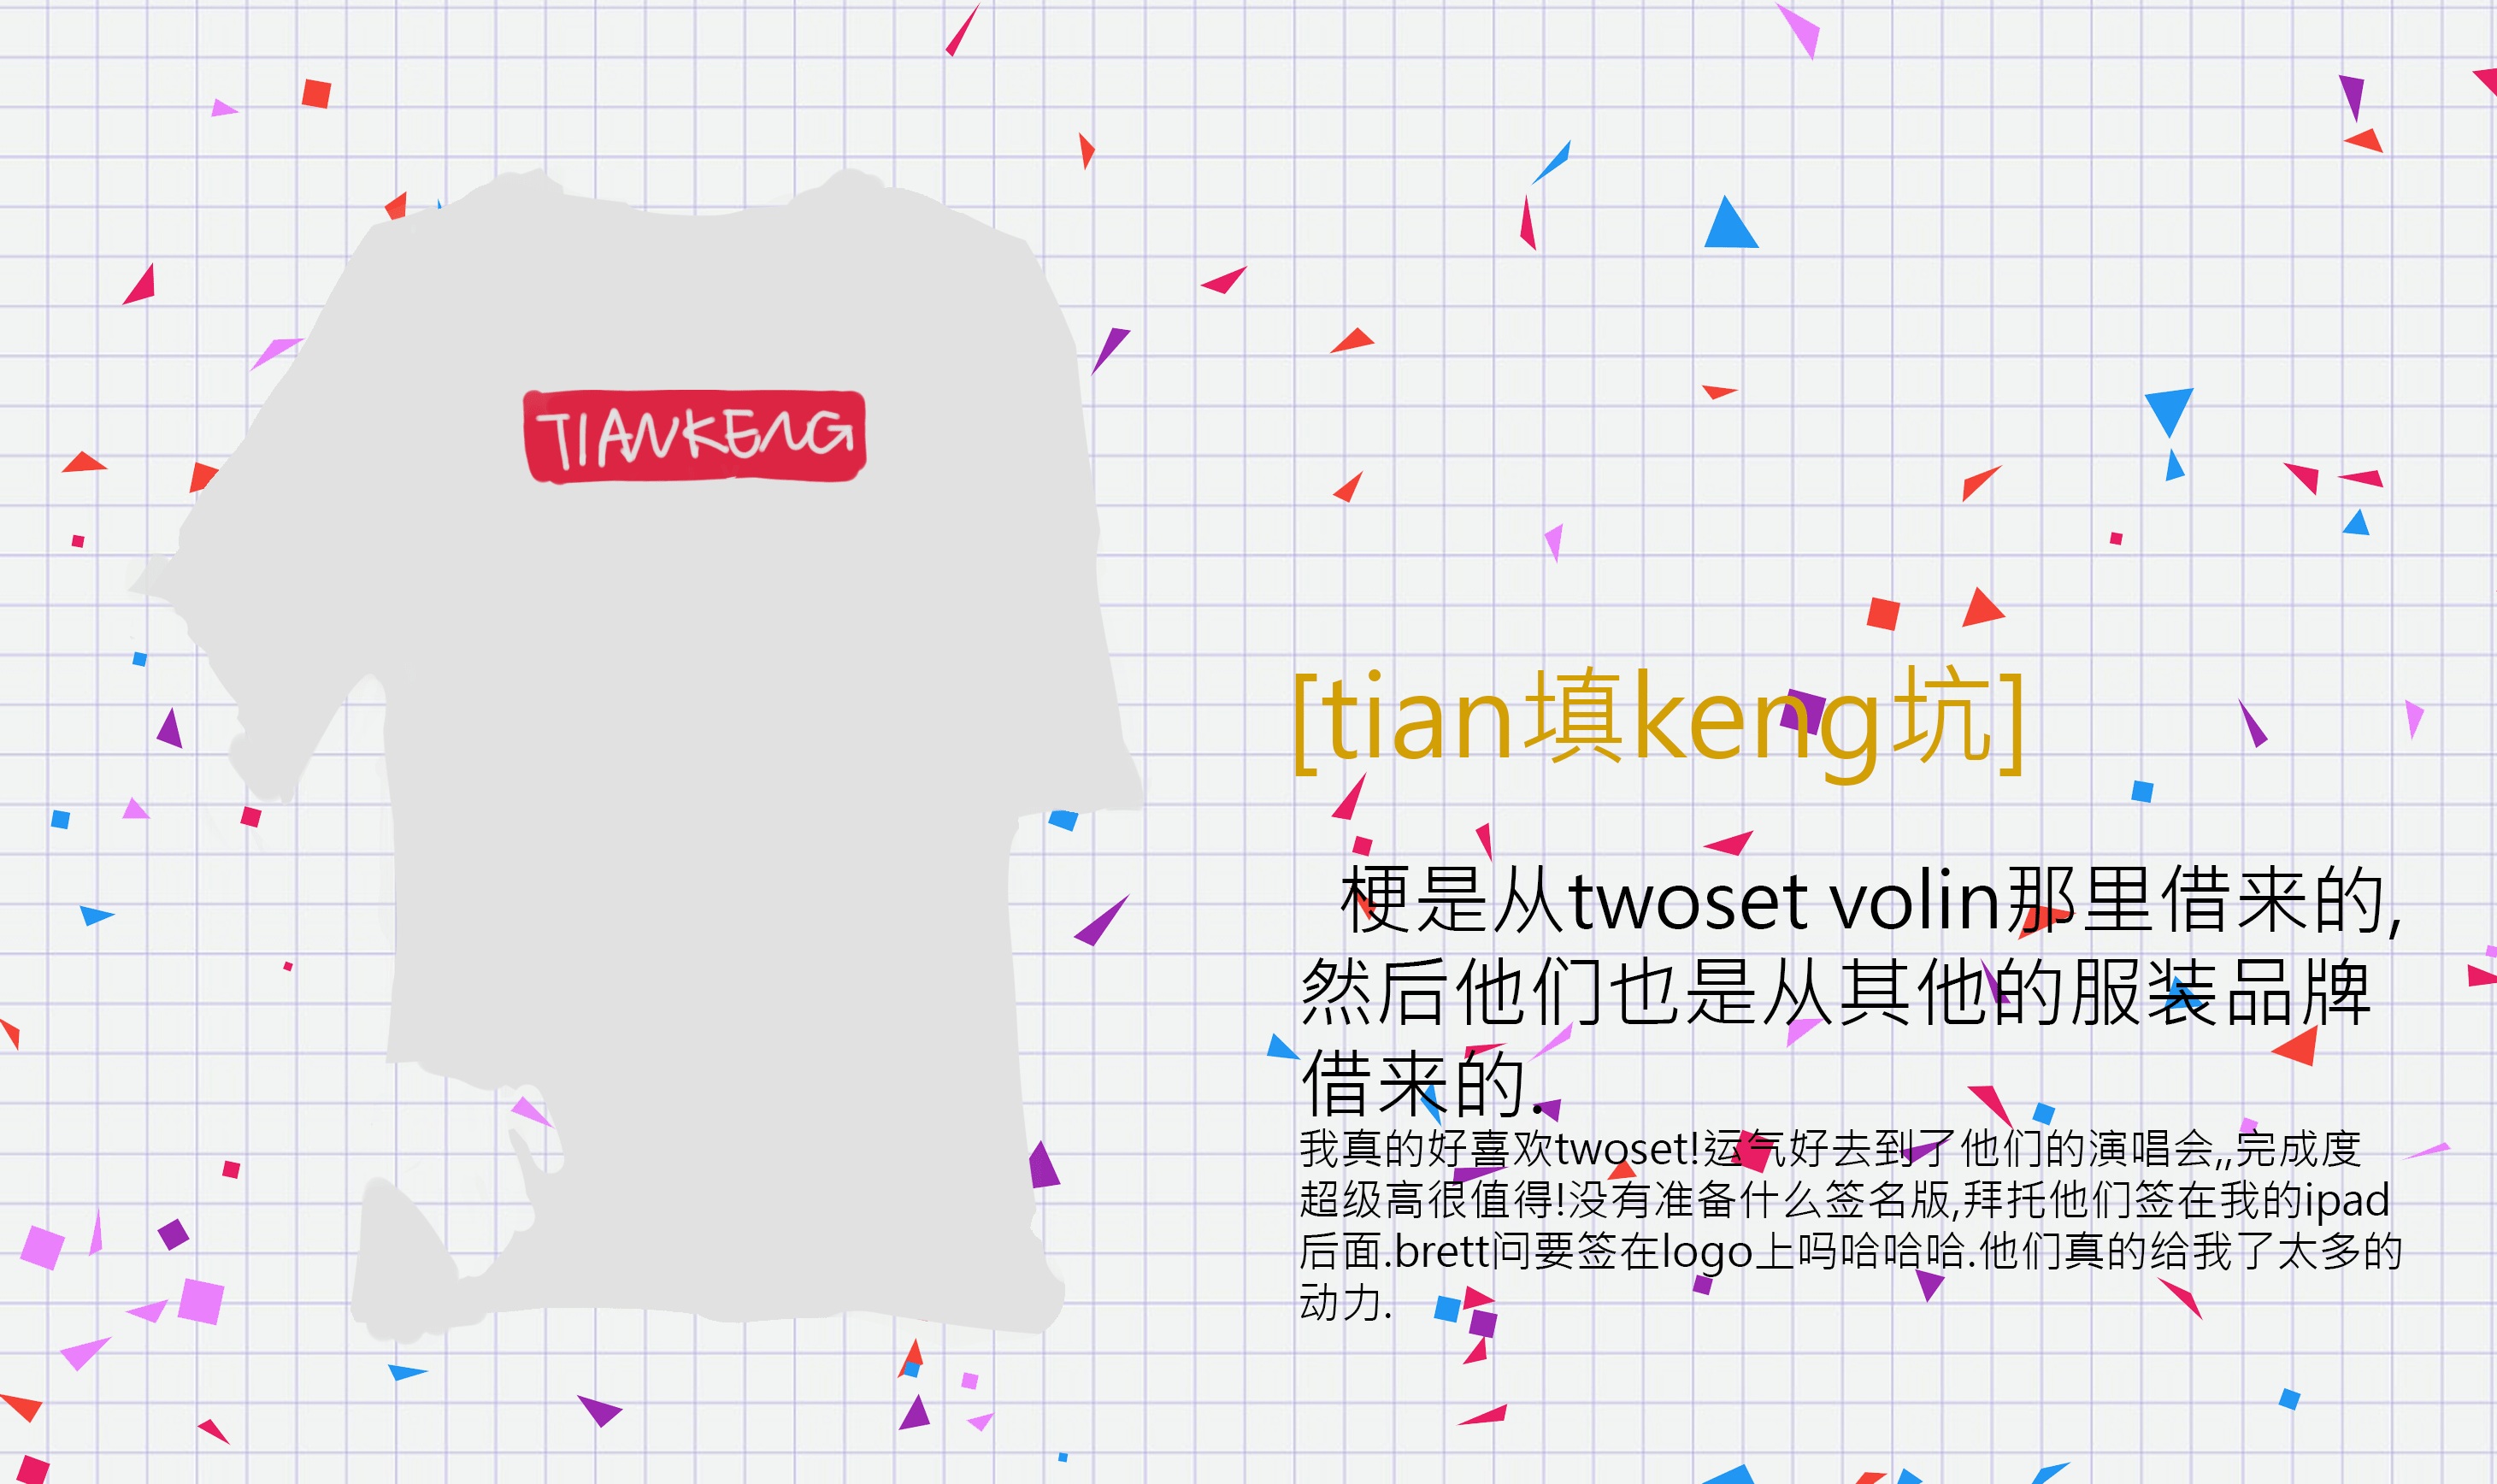 TIANKENG
[tian填keng坑]
梗是从twoset volin那里借来的,
然后他们也是从其他的服装品牌
借来的.
我真的好喜欢twoset!运气好去到了他们的演唱会,,完成度
超级高很值得!没有准备什么签名版,拜托他们签在我的ipad
后面.brett问要签在logo上吗哈哈哈.他们真的给我了太多的
动力.